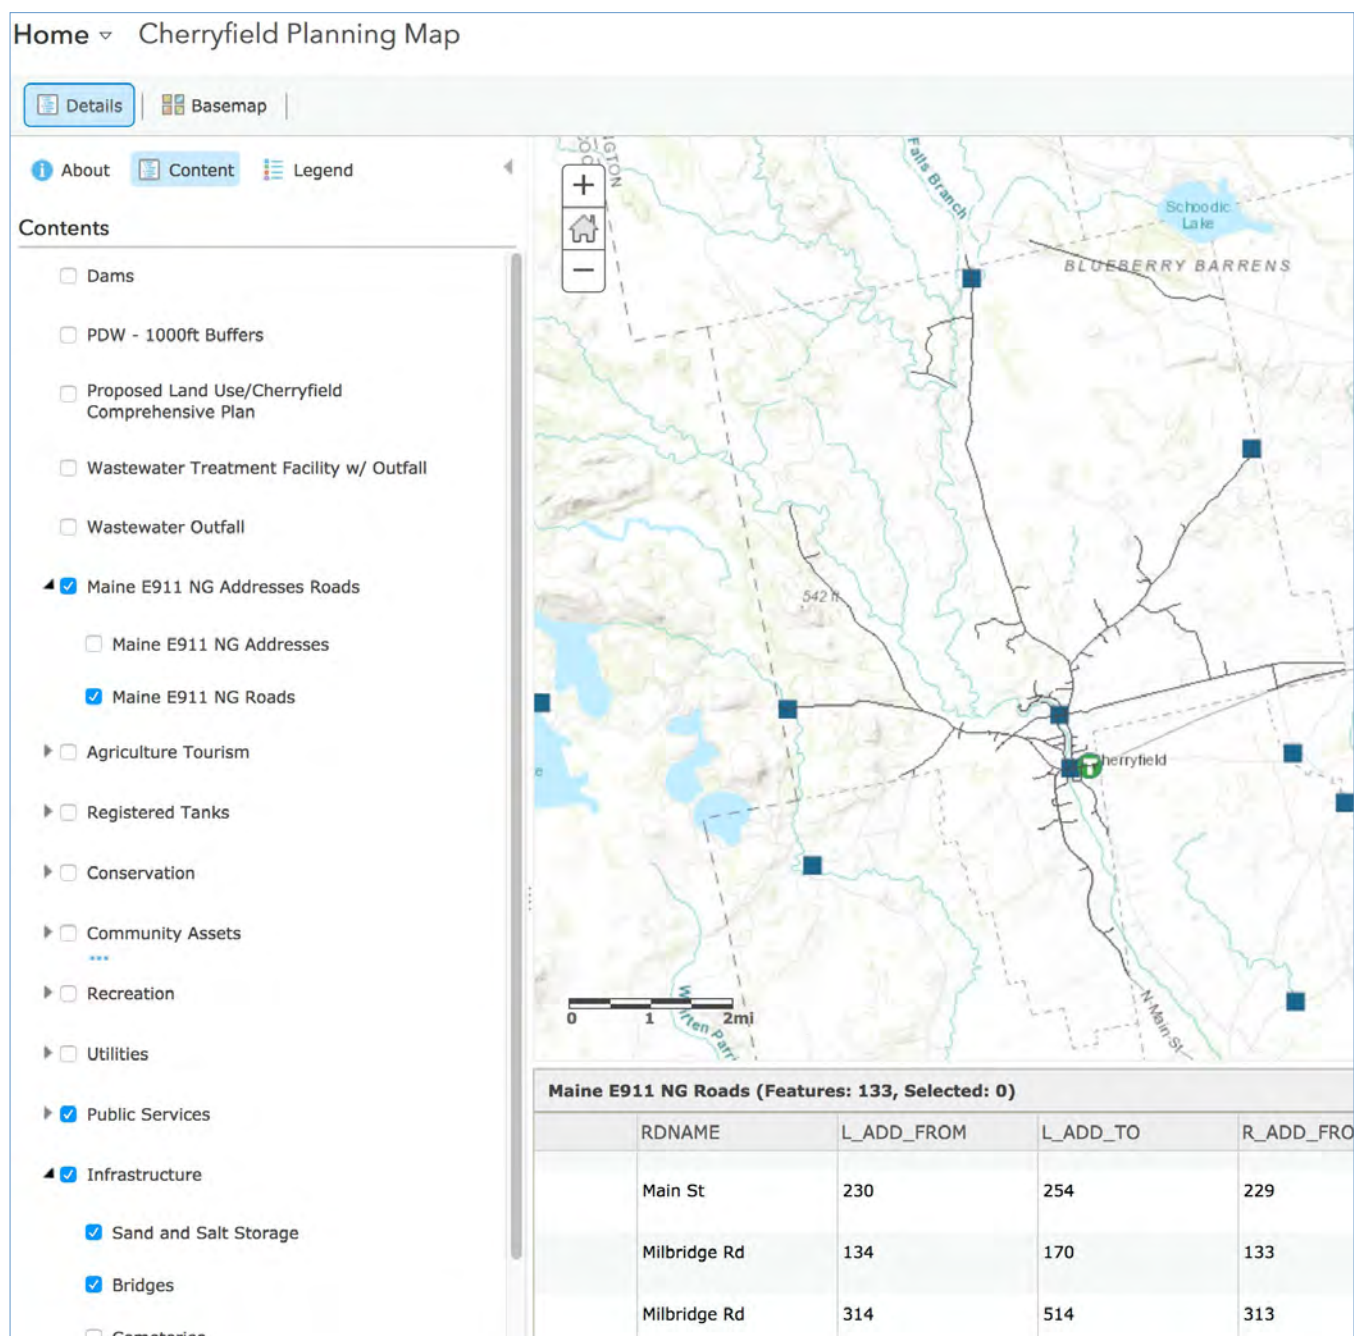 Home Cherryfield Planning Map
Details Basemap
About Content Legend
Contents
Dams
PDW - 1000ft Buffers
Proposed Land Use/Cherryfield
Comprehensive Plan
Wastewater Treatment Facility w/ Outfall
Wastewater Outfall
Maine E911 NG Addresses Roads
Maine E911 NG Addresses
Maine E911 NG Roads
Agriculture Tourism
Registered Tanks
Conservation
Community Assets
Recreation
Utilities
Public Services
Infrastructure
Sand and Salt Storage
Bridges
Falls Branch
Schoodic
Lake
BLUEBERRY BARRENS
542 ft
herryfield
N-Main-St
0 1 2mi
Maine E911 NG Roads (Features: 133, Selected: 0)
RDNAME L_ADD_FROM L_ADD_TO R_ADD_FRO
Main St 230 254 229
Milbridge Rd 134 170 133
Milbridge Rd 314 514 313